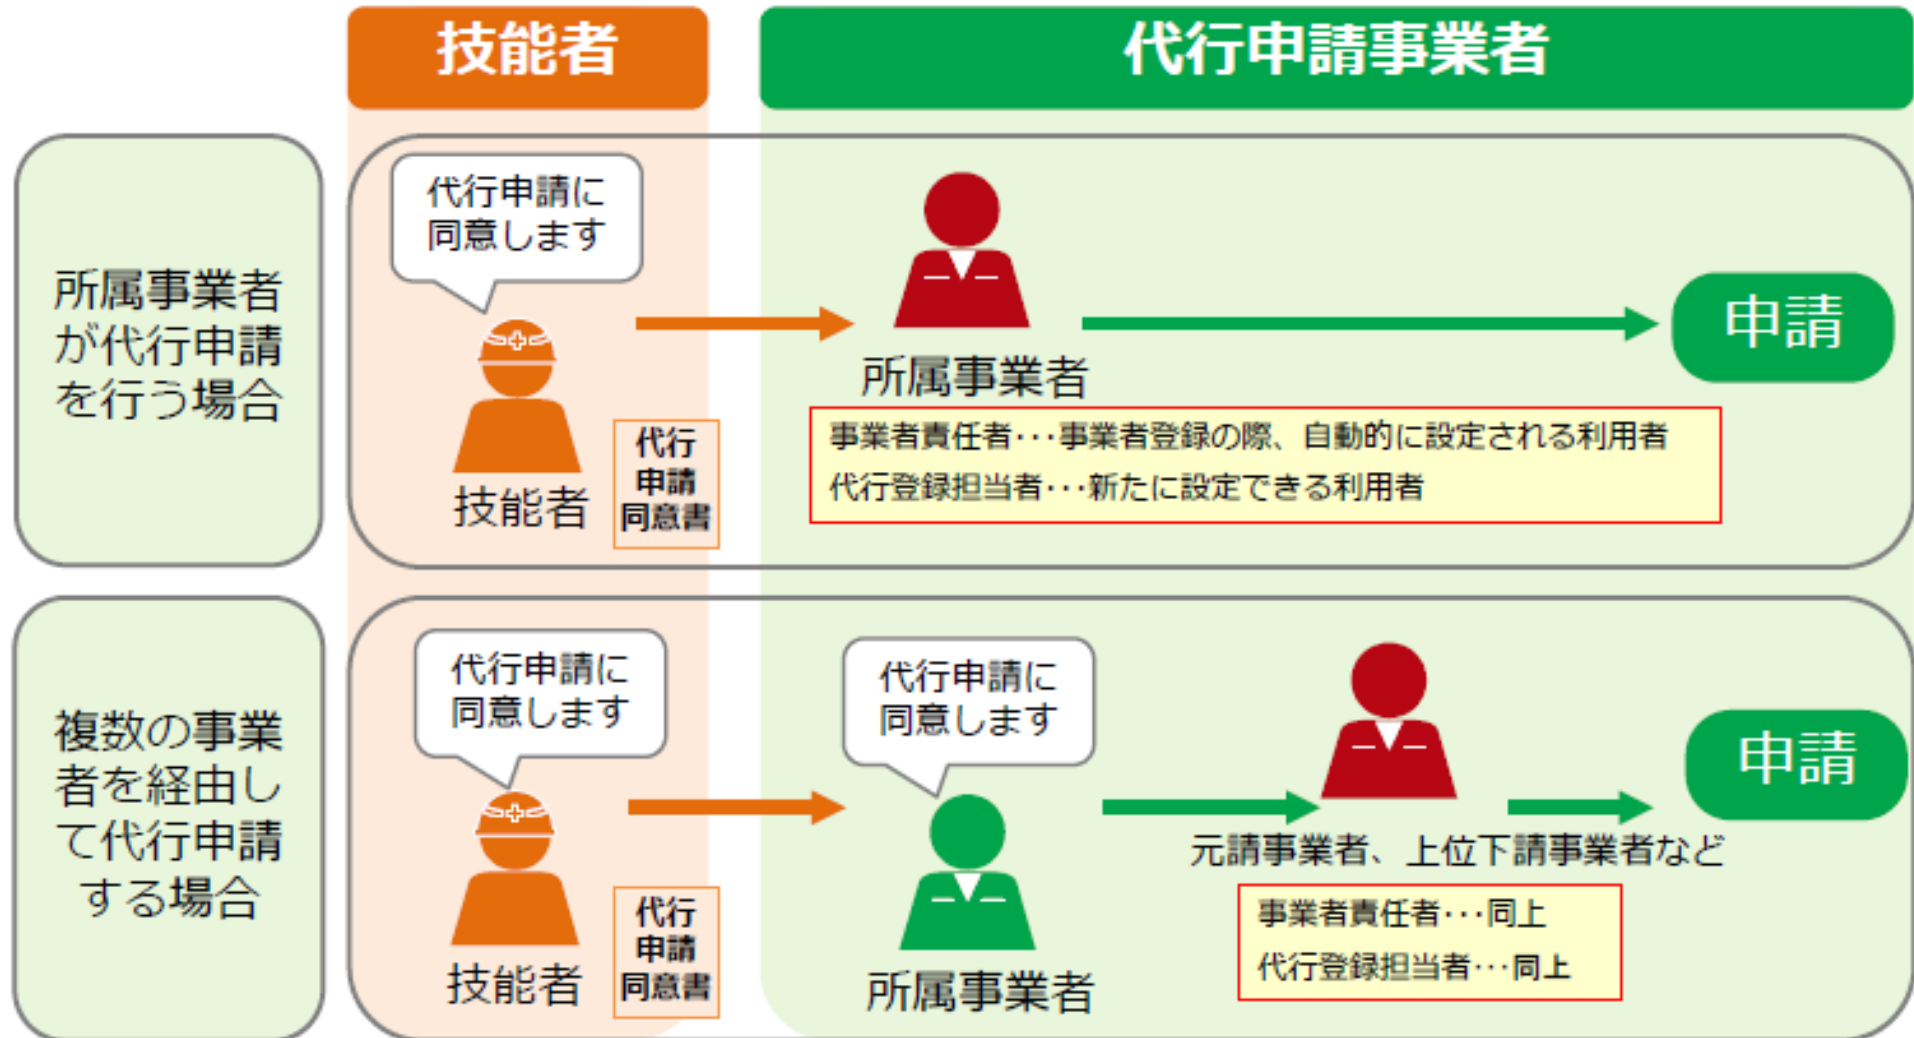 技能者
代行申請事業者
所属事業者
が代行申請
を行う場合
代行申請に
同意します
技能者
代行
申請
同意書
所属事業者
事業者責任者･･･事業者登録の際、自動的に設定される利用者
代行登録担当者･･･新たに設定できる利用者
申請
複数の事業
者を経由し
て代行申請
する場合
代行申請に
同意します
技能者
代行
申請
同意書
代行申請に
同意します
所属事業者
元請事業者、上位下請事業者など
事業者責任者･･･同上
代行登録担当者･･･同上
申請